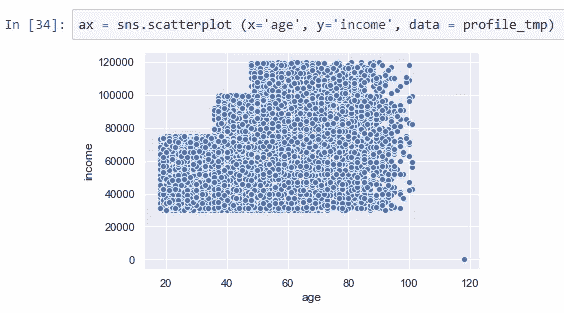 In [34]: ax = sns.scatterplot (x='age', y='income', data = profile_tmp)
120000
100000
80000
60000
40000
20000
0
income
20 40 60 80 100 120
age